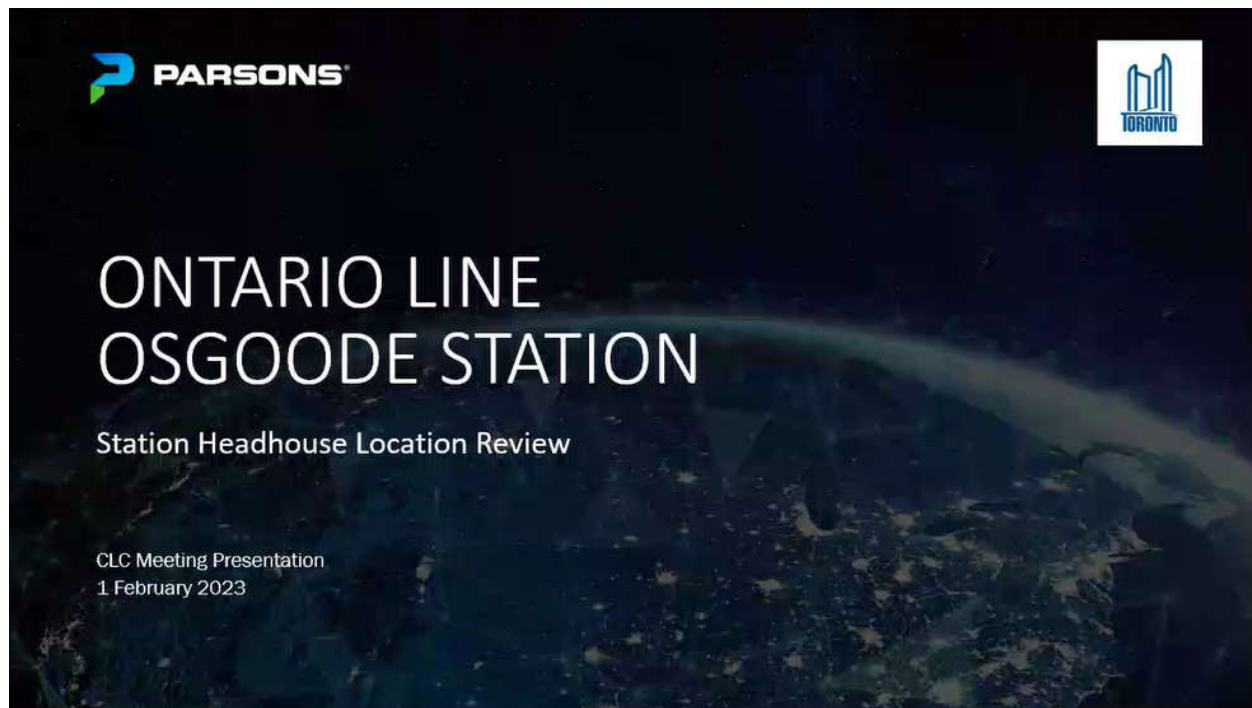 PARSONS®
TORONTO
ONTARIO LINE
OSGOODE STATION
Station Headhouse Location Review
CLC Meeting Presentation
1 February 2023